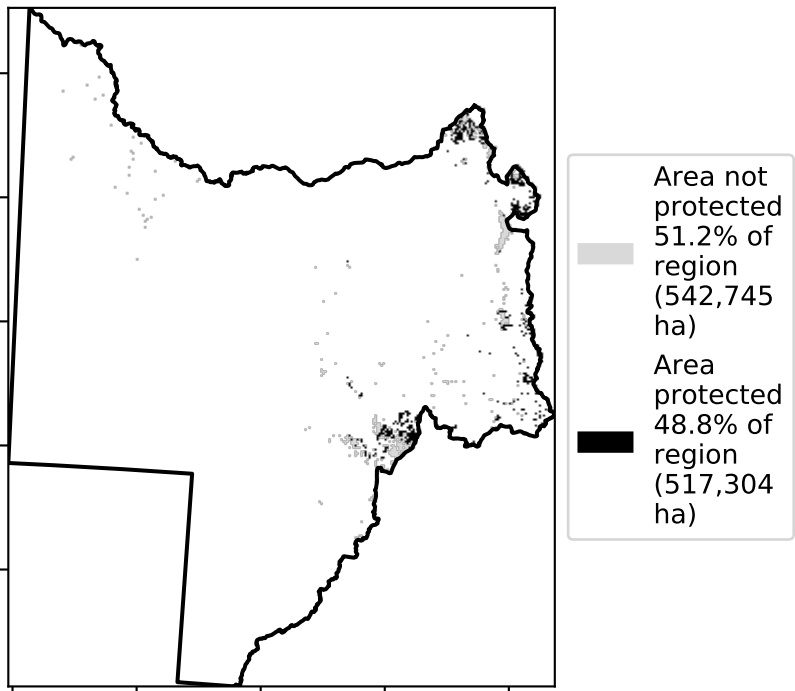 Area not
protected
51.2% of
region
(542,745
ha)
Area
protected
48.8% of
region
(517,304
ha)